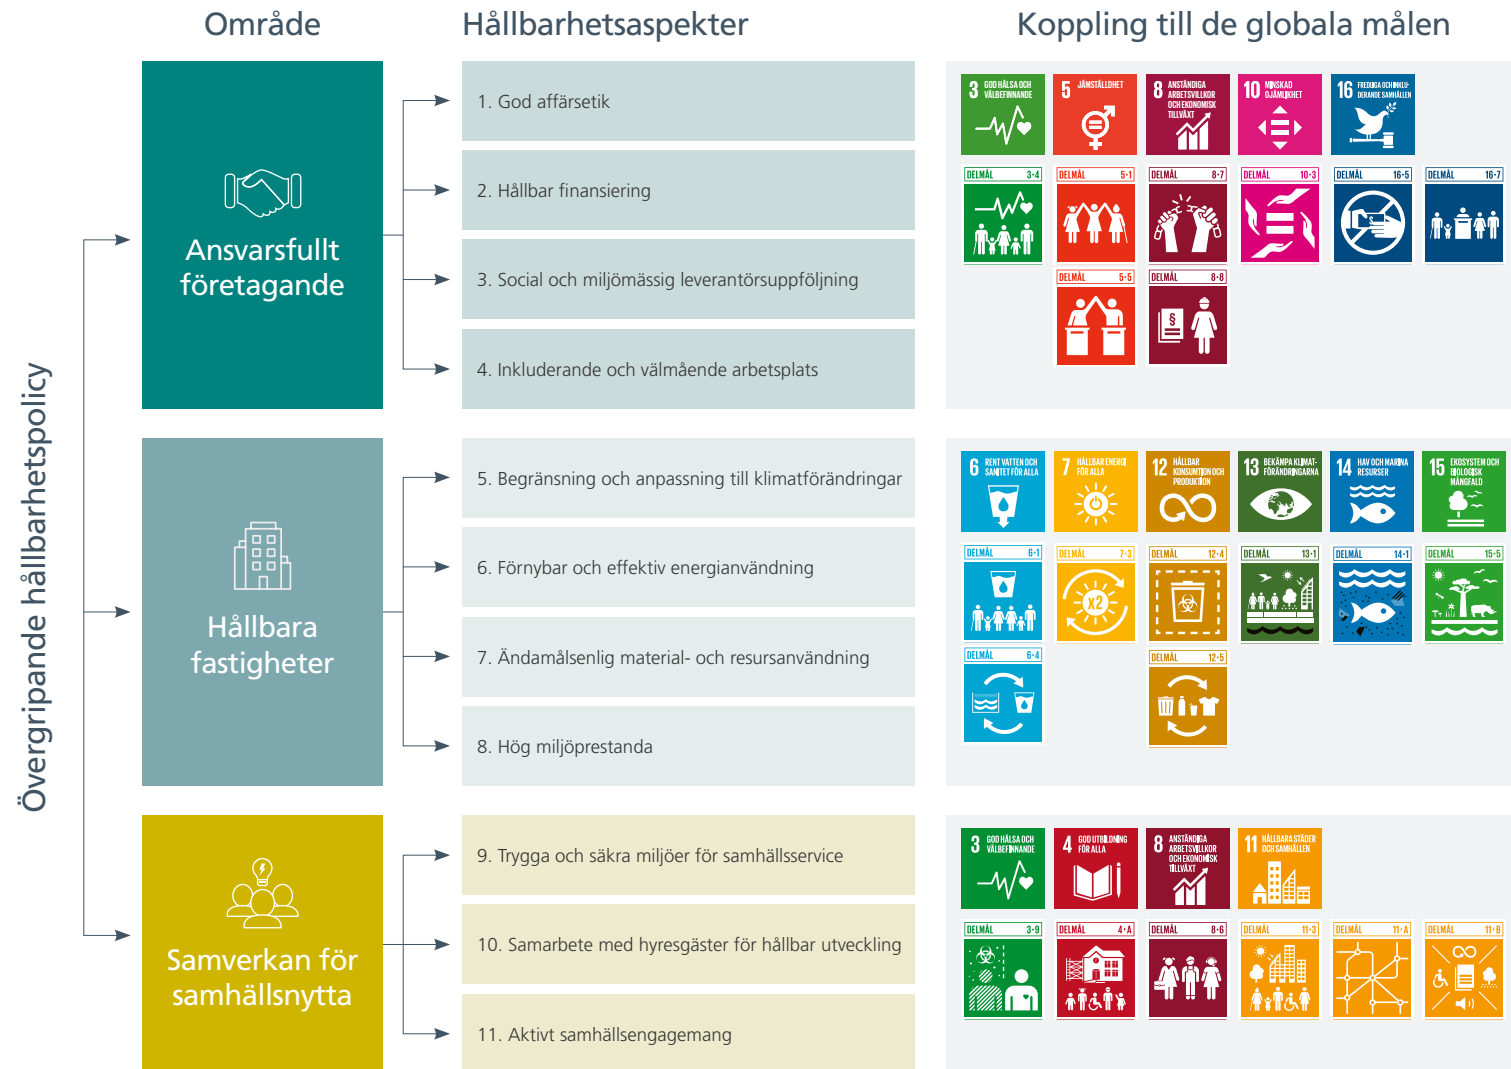 Område
Hållbarhetsaspekter
Koppling till de globala målen
Övergripande hållbarhetspolicy
Ansvarsfullt
företagande
1. God affärsetik
2. Hållbar finansiering
3. Social och miljömässig leverantörsuppföljning
4. Inkluderande och välmående arbetsplats
3 GOD HÄLSA OCH
VÄLBEFINNANDE
5 JÄMSTÄLLDHET
8 ANSTÄNDIGA
ARBETSVILLKOR
OCH EKONOMISK
TILLVÄXT
10 MINSKAD
OJÄMLIKHET
16 FREDLIGA OCH INKLU-
DERANDE SAMHÄLLEN
DELMÅL 3·4
DELMÅL 5·1
DELMÅL 8·7
DELMÅL 10·3
DELMÅL 16·5
DELMÅL 16·7
DELMÅL 5·5
DELMÅL 8·8
§
Hållbara
fastigheter
5. Begränsning och anpassning till klimatförändringar
6. Förnybar och effektiv energianvändning
7. Ändamålsenlig material- och resursanvändning
8. Hög miljöprestanda
6 RENT VATTEN OCH
SANITET FÖR ALLA
7 HÅLLBAR ENERGI
FÖR ALLA
12 HÅLLBAR
KONSUMTION OCH
PRODUKTION
13 BEKÄMPA KLIMAT-
FÖRÄNDRINGARNA
14 HAV OCH MARINA
RESURSER
15 EKOSYSTEM OCH
BIOLOGISK
MÅNGFALD
DELMÅL 6·1
DELMÅL 7·3
DELMÅL 12·4
DELMÅL 13·1
DELMÅL 14·1
DELMÅL 15·5
X2
DELMÅL 6·4
DELMÅL 12·5
Samverkan för
samhällsnytta
9. Trygga och säkra miljöer för samhällsservice
10. Samarbete med hyresgäster för hållbar utveckling
11. Aktivt samhällsengagemang
3 GOD HÄLSA OCH
VÄLBEFINNANDE
4 GOD UTBILDNING
FÖR ALLA
8 ANSTÄNDIGA
ARBETSVILLKOR
OCH EKONOMISK
TILLVÄXT
11 HÅLLBARA STÄDER
OCH SAMHÄLLEN
DELMÅL 3·9
DELMÅL 4·A
DELMÅL 8·6
DELMÅL 11·3
DELMÅL 11·A
DELMÅL 11·B